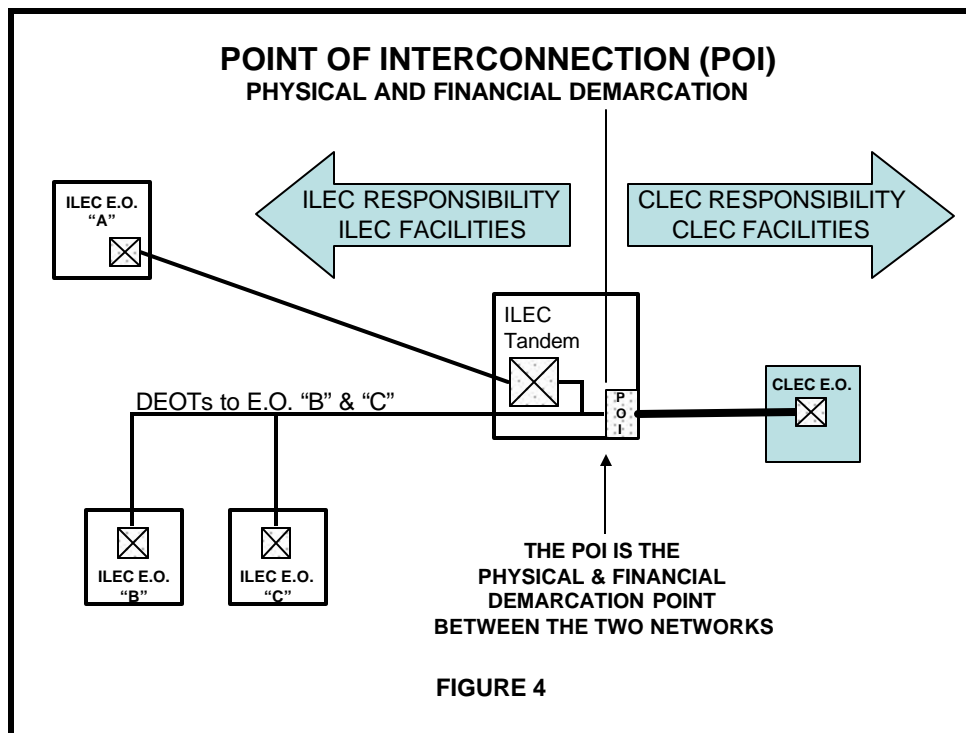 POINT OF INTERCONNECTION (POI)
PHYSICAL AND FINANCIAL DEMARCATION
ILEC RESPONSIBILITY
ILEC FACILITIES
CLEC RESPONSIBILITY
CLEC FACILITIES
ILEC E.O.
“A”
ILEC
Tandem
DEOTs to E.O. “B” & “C”
P
O
I
CLEC E.O.
ILEC E.O.
“B”
ILEC E.O.
“C”
THE POI IS THE
PHYSICAL & FINANCIAL
DEMARCATION POINT
BETWEEN THE TWO NETWORKS
FIGURE 4